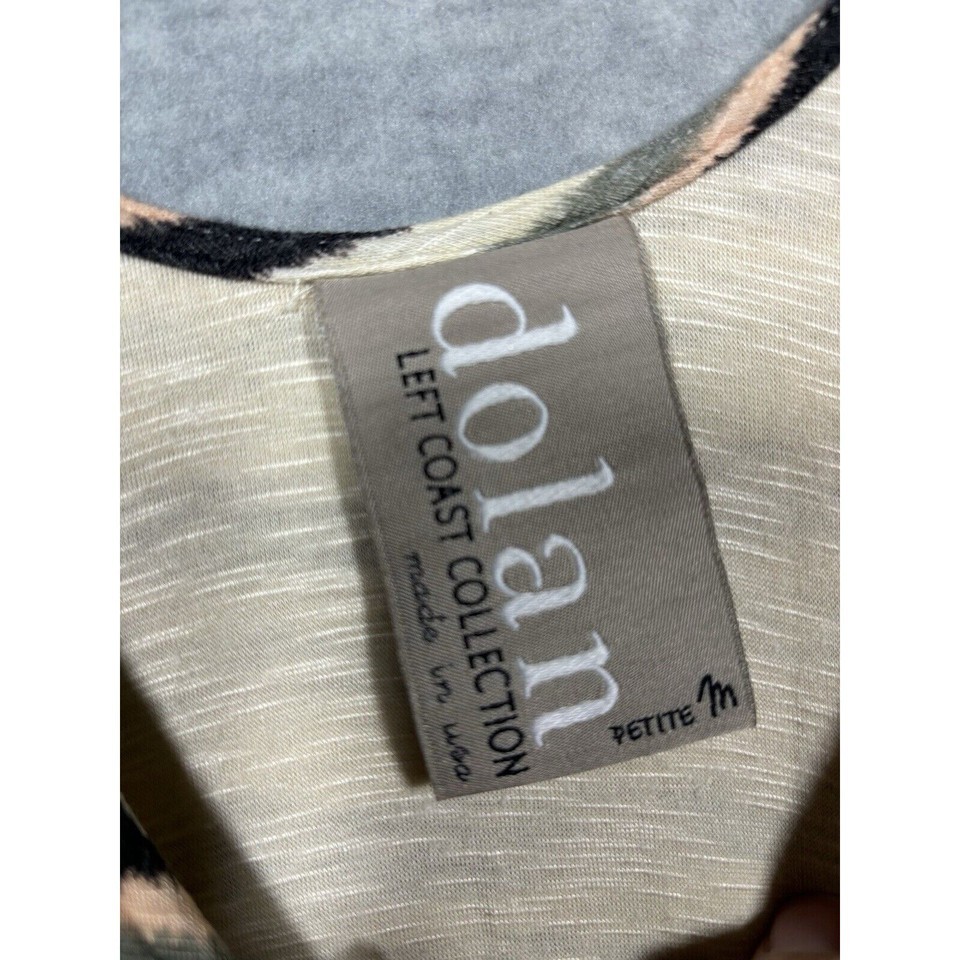 dolan
LEFT COAST COLLECTION
made in usa
PETITE M